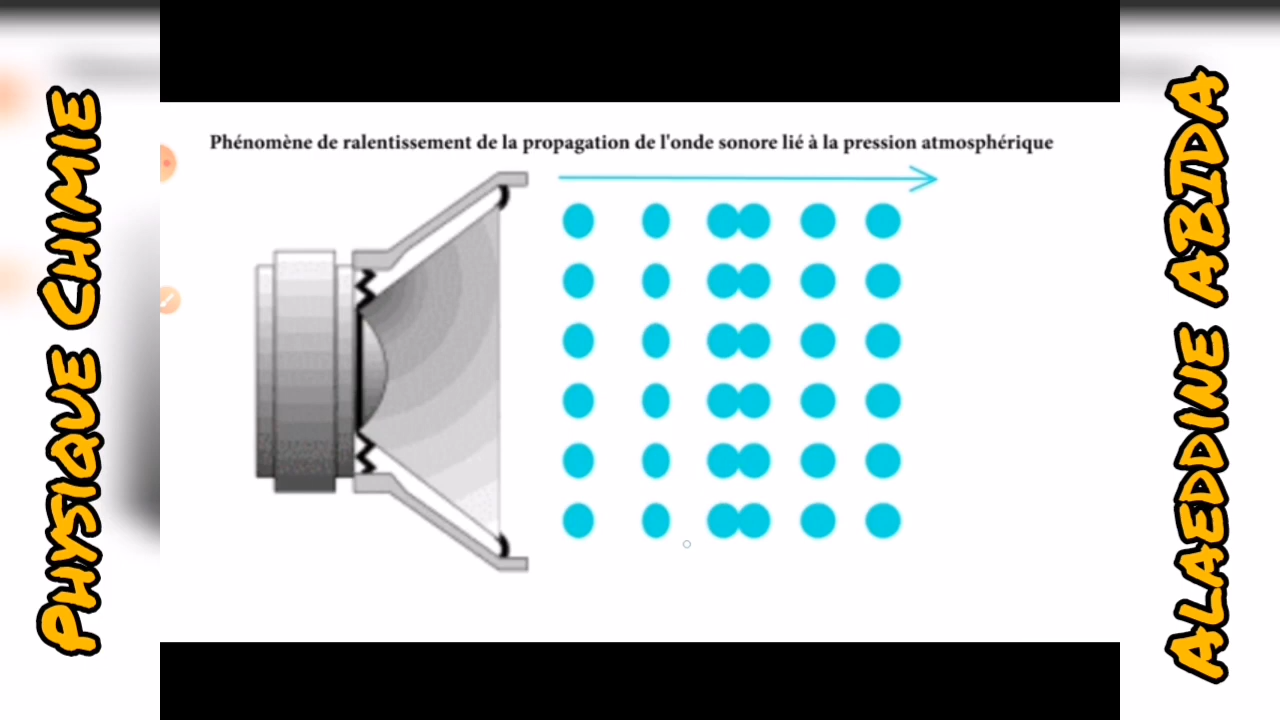 Physique Chimie
Phénomène de ralentissement de la propagation de l'onde sonore lié à la pression atmosphérique
Alaeddine ABIDA